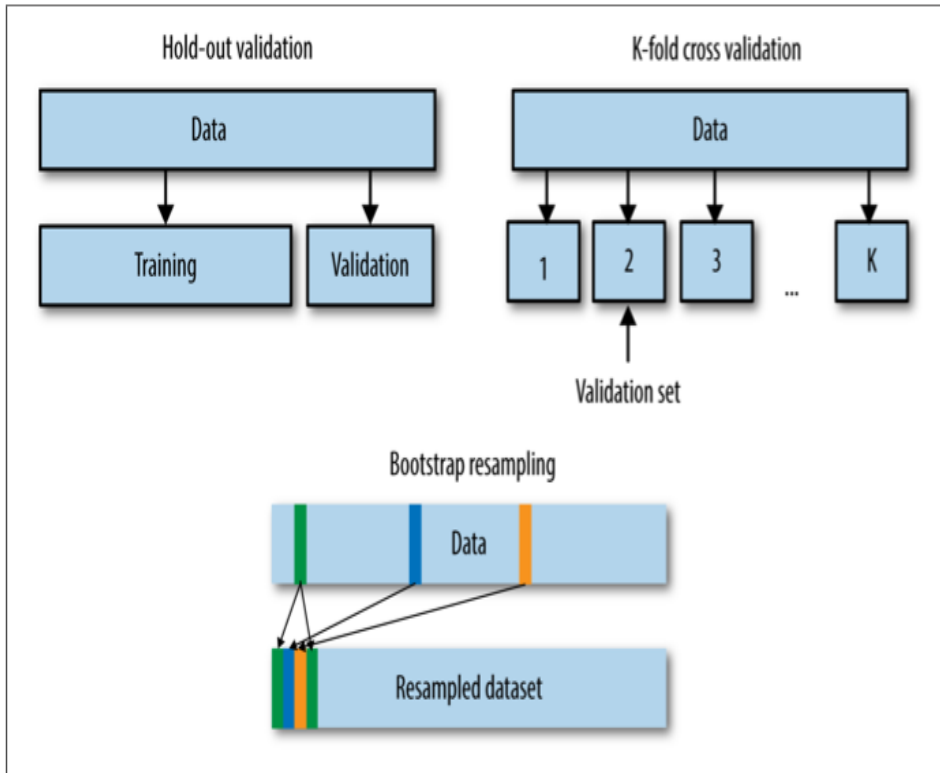 Hold-out validation
Data
Training
Validation
K-fold cross validation
Data
1
2
3
...
K
Validation set
Bootstrap resampling
Data
Resampled dataset